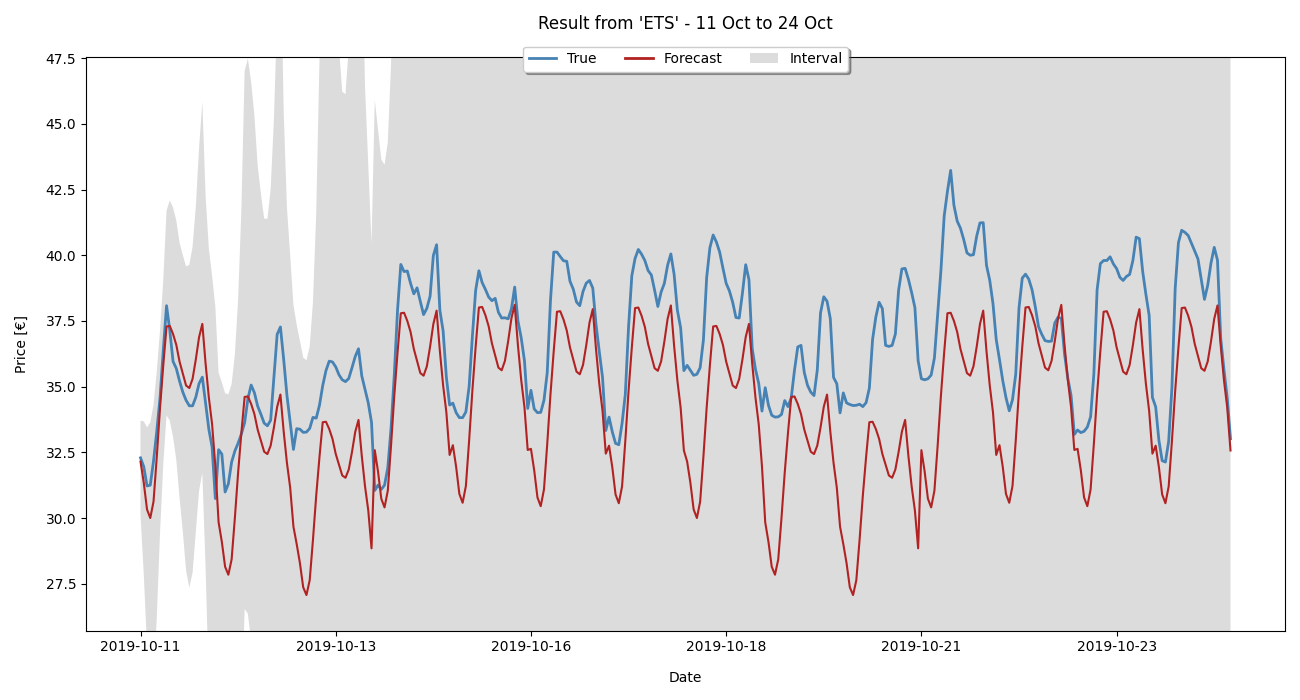 Result from 'ETS' - 11 Oct to 24 Oct
True Forecast Interval
47.5
45.0
42.5
40.0
37.5
35.0
32.5
30.0
27.5
Price [€]
2019-10-11 2019-10-13 2019-10-16 2019-10-18 2019-10-21 2019-10-23
Date